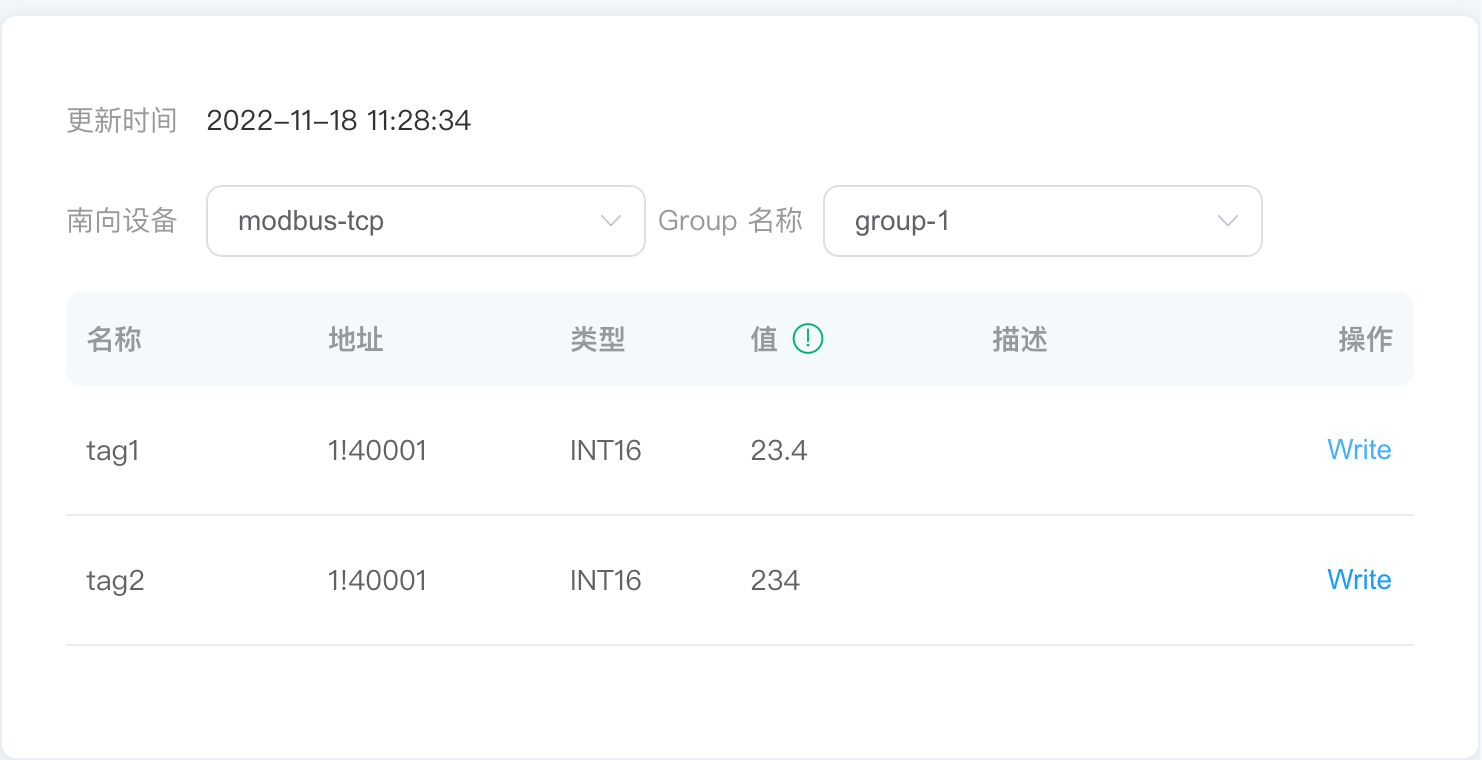 更新时间 2022-11-18 11:28:34
南向设备 modbus-tcp Group 名称 group-1
名称 地址 类型 值 描述 操作
tag1 1!40001 INT16 23.4 Write
tag2 1!40001 INT16 234 Write